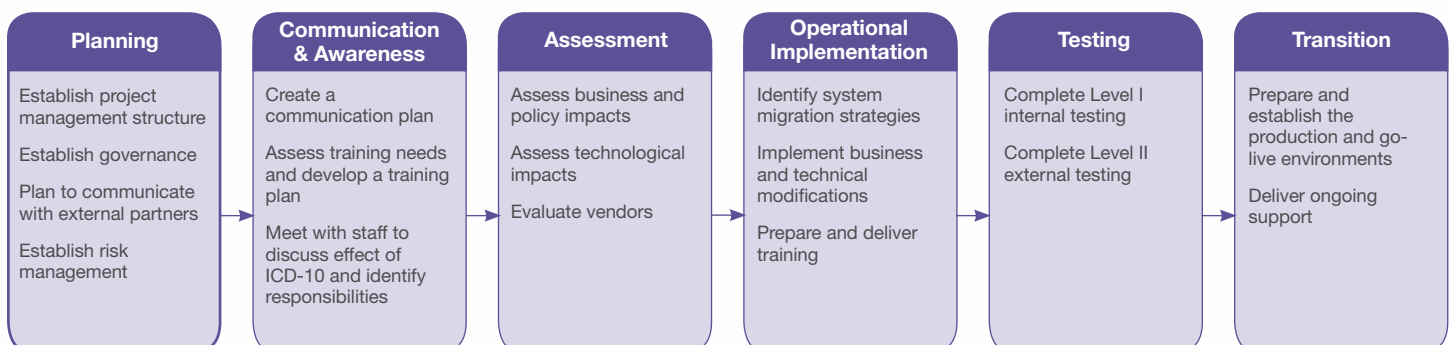 Planning
Establish project
management structure
Establish governance
Plan to communicate
with external partners
Establish risk
management
Communication
& Awareness
Create a
communication plan
Assess training needs
and develop a training
plan
Meet with staff to
discuss effect of
ICD-10 and identify
responsibilities
Assessment
Assess business and
policy impacts
Assess technological
impacts
Evaluate vendors
Operational
Implementation
Identify system
migration strategies
Implement business
and technical
modifications
Prepare and deliver
training
Testing
Complete Level I
internal testing
Complete Level II
external testing
Transition
Prepare and
establish the
production and go-
live environments
Deliver ongoing
support